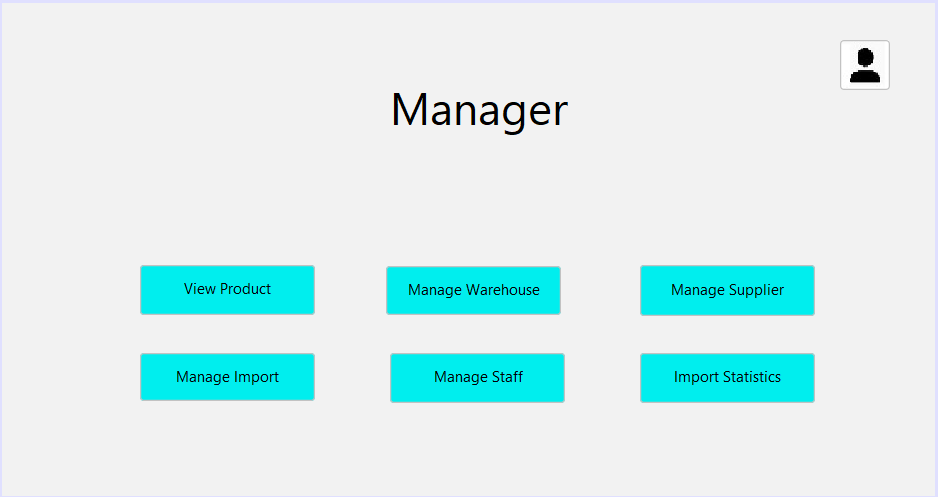 Manager
View Product
Manage Warehouse
Manage Supplier
Manage Import
Manage Staff
Import Statistics